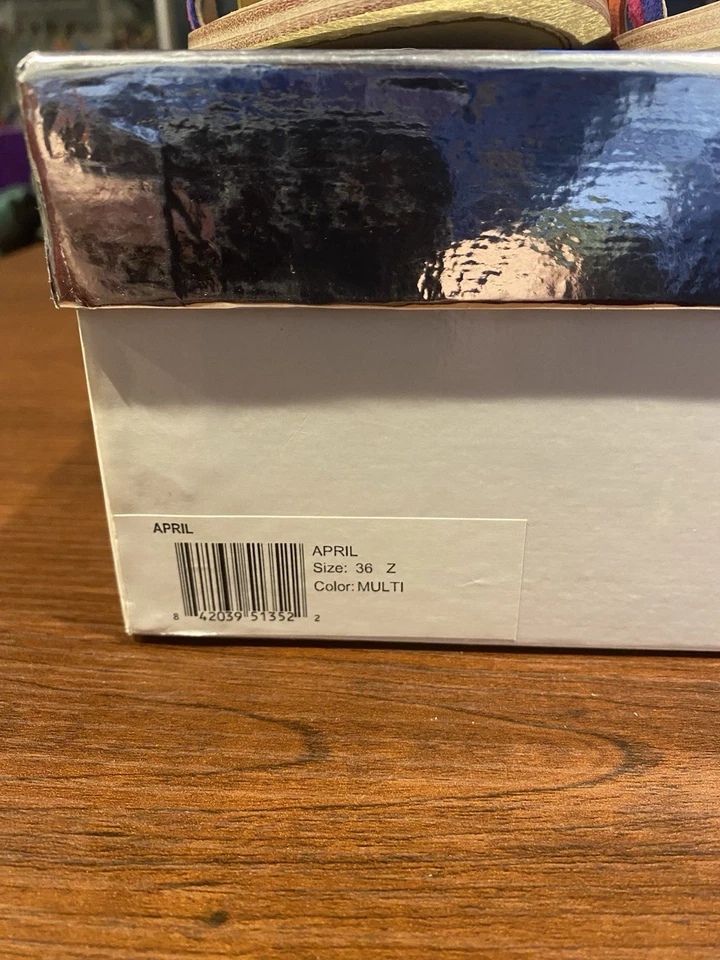 APRIL
APRIL
Size: 36 Z
Color: MULTI
8 42039 51352 2